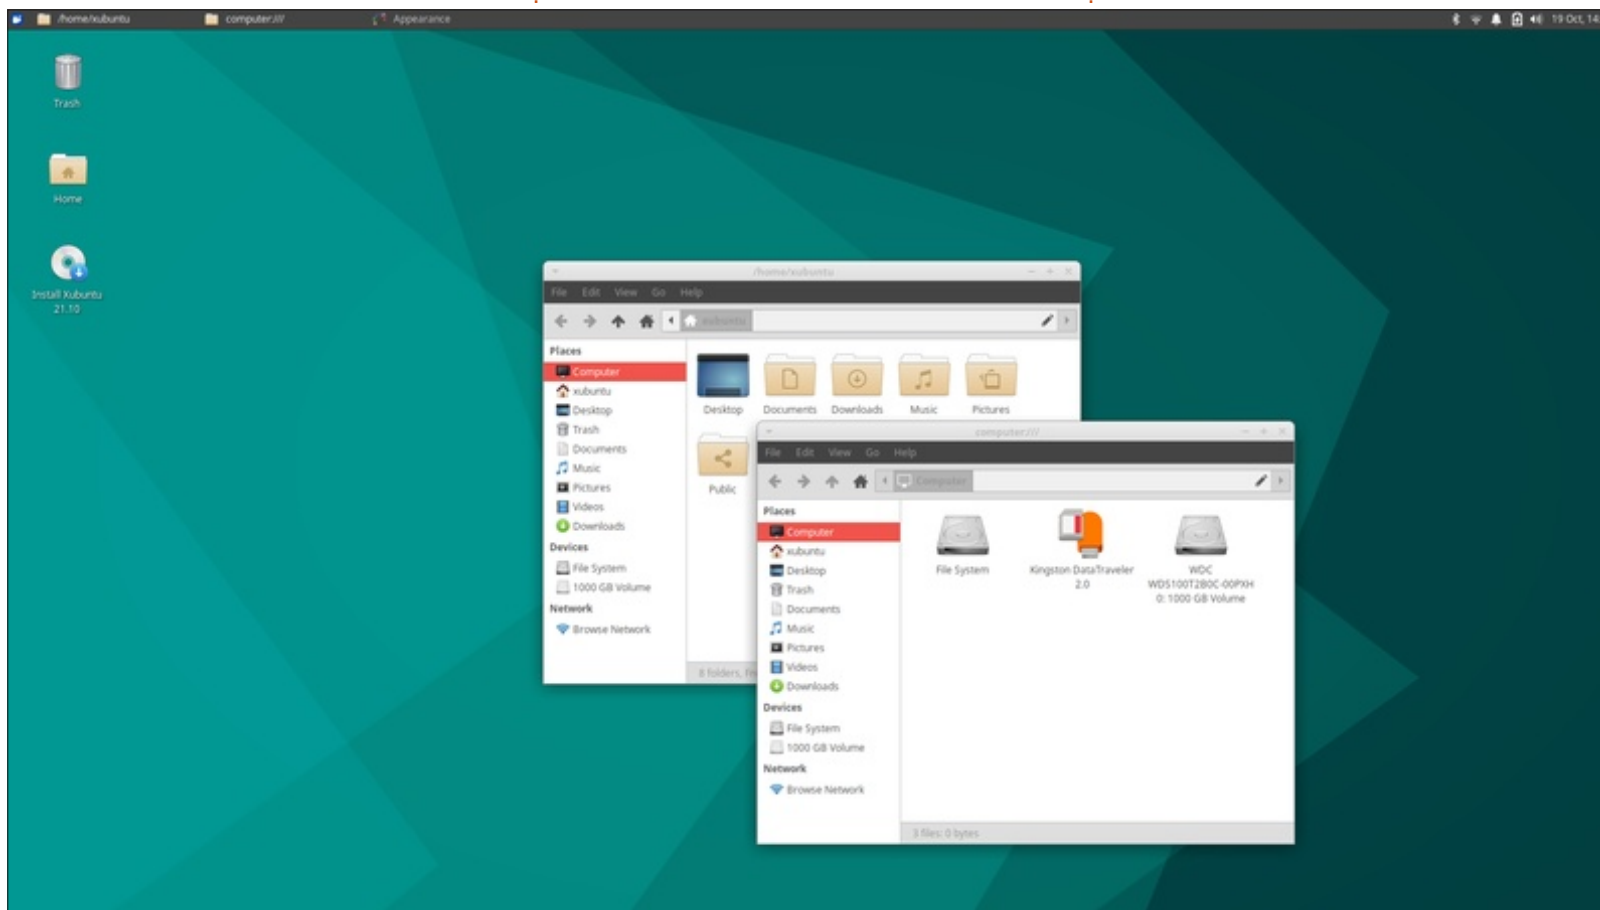 /home/xubuntu
computer:///
Appearance
19 Oct, 14
Trash
Home
Install Xubuntu
21.10
/home/xubuntu
File Edit View Go Help
xubuntu
Places
Computer
xubuntu
Desktop
Trash
Documents
Music
Pictures
Videos
Downloads
Devices
File System
1000 GB Volume
Network
Browse Network
Desktop
Documents
Downloads
Music
Pictures
Public
8 folders,
computer:///
File Edit View Go Help
Computer
Places
Computer
xubuntu
Desktop
Trash
Documents
Music
Pictures
Videos
Downloads
Devices
File System
1000 GB Volume
Network
Browse Network
File System
Kingston DataTraveler
2.0
WDC
WDS100T2B0C-00PXH
0: 1000 GB Volume
3 files: 0 bytes